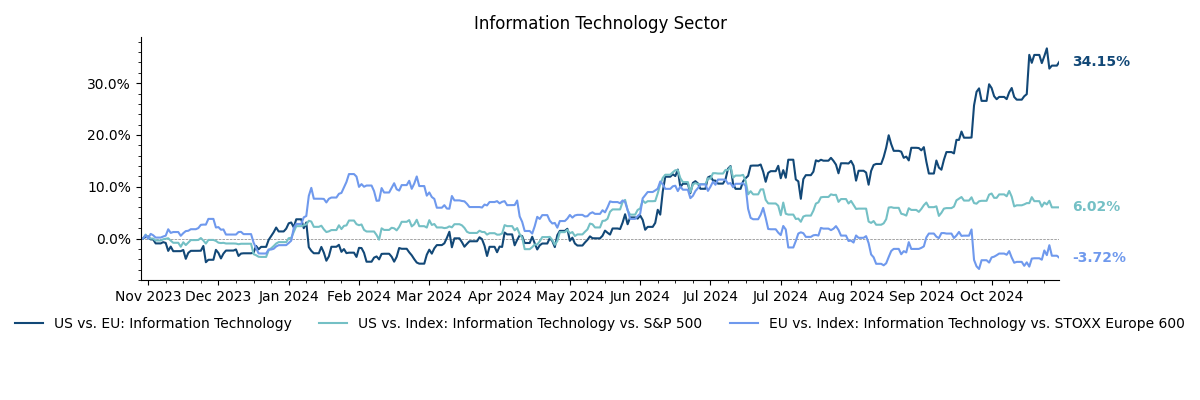 Information Technology Sector
34.15%
30.0%
20.0%
10.0%
6.02%
0.0%
-3.72%
Nov 2023 Dec 2023 Jan 2024 Feb 2024 Mar 2024 Apr 2024 May 2024 Jun 2024 Jul 2024 Jul 2024 Aug 2024 Sep 2024 Oct 2024
US vs. EU: Information Technology US vs. Index: Information Technology vs. S&P 500 EU vs. Index: Information Technology vs. STOXX Europe 600